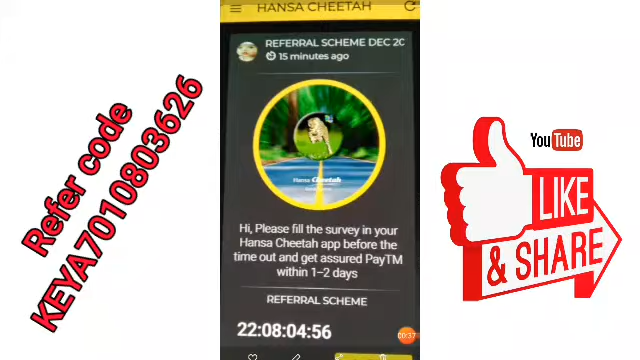 Refer code
KEYA7010803626
HANSA CHEETAH
REFERRAL SCHEME DEC 20
15 minutes ago
Hansa Cheetah
Hi, Please fill the survey in your
Hansa Cheetah app before the
time out and get assured PayTM
within 1-2 days
REFERRAL SCHEME
22:08:04:56
00:37
YouTube
LIKE
& SHARE